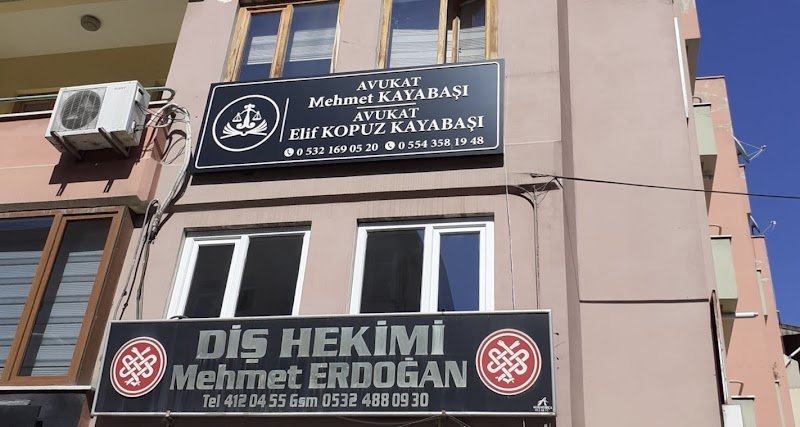 AVUKAT
Mehmet KAYABAŞI
AVUKAT
Elif KOPUZ KAYABAŞI
0 532 169 05 20 0 554 358 19 48
DİŞ HEKİMİ
Mehmet ERDOĞAN
Tel 412 04 55 Gsm 0532 488 09 30